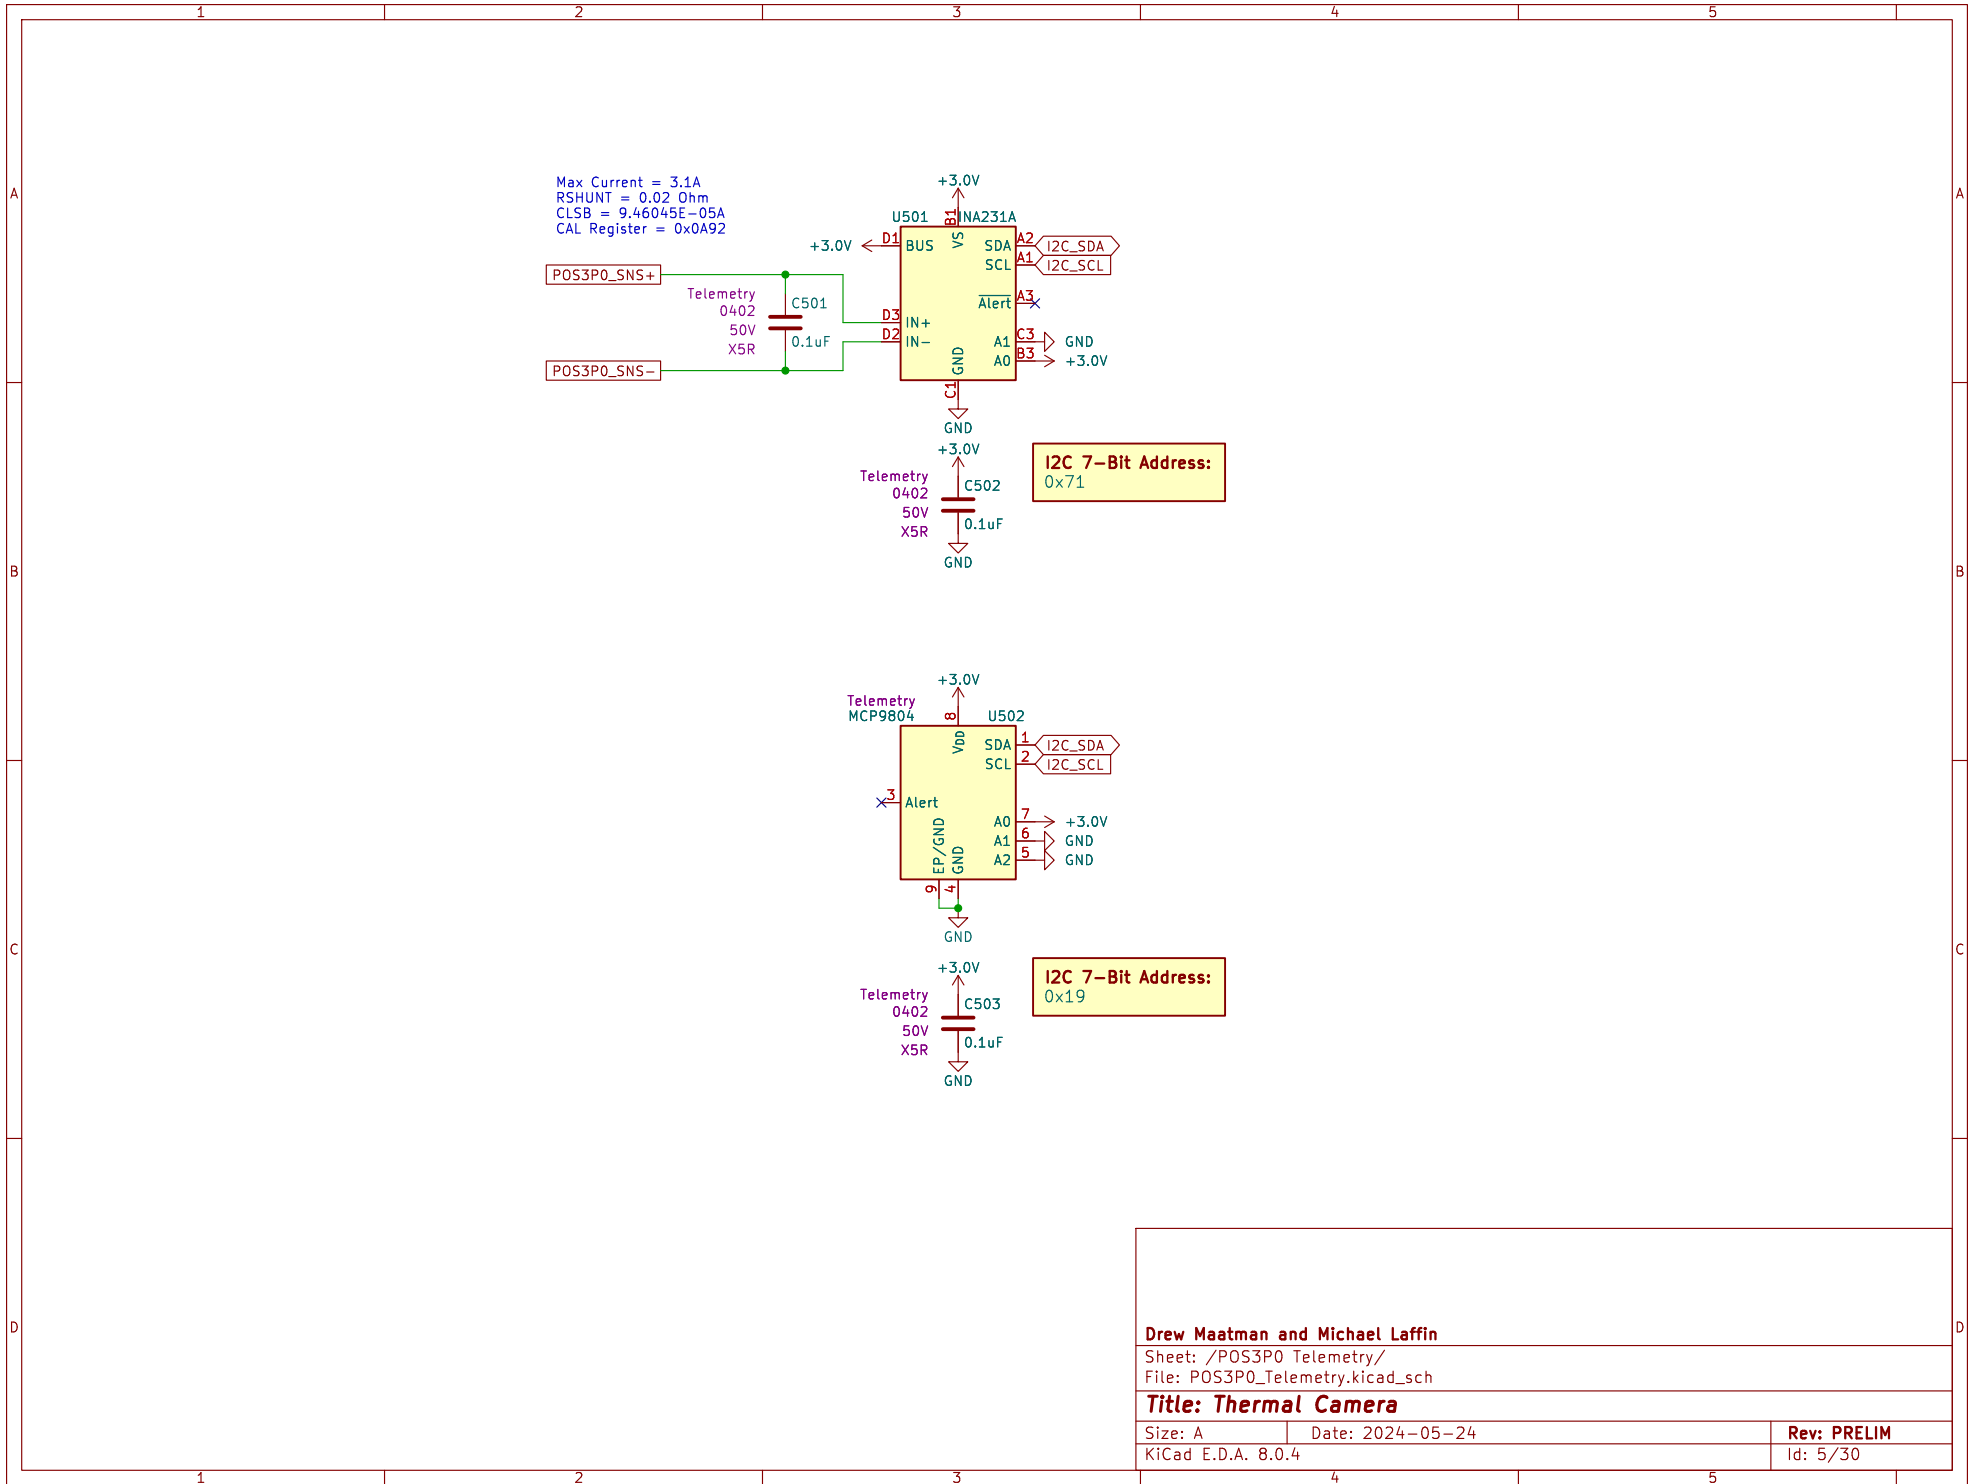 1 2 3 4 5
A A
Max Current = 3.1A
RSHUNT = 0.02 Ohm
CLSB = 9.46045E-05A
CAL Register = 0x0A92
+3.0V
U501 INA231A
B1
VS
+3.0V D1 BUS
SDA A2 I2C_SDA
SCL A1 I2C_SCL
POS3P0_SNS+
Telemetry
0402
50V
X5R
C501
0.1uF
Alert A3
D3 IN+
D2 IN-
A1 C3 GND
A0 B3 +3.0V
POS3P0_SNS-
GND
C1
GND
+3.0V
Telemetry
0402
50V
X5R
C502
0.1uF
GND
I2C 7-Bit Address:
0x71
B B
+3.0V
Telemetry
MCP9804
U502
8
VDD
SDA 1 I2C_SDA
SCL 2 I2C_SCL
3 Alert
A0 7 +3.0V
A1 6 GND
A2 5 GND
EP/GND
GND
9 4
GND
C C
+3.0V
Telemetry
0402
50V
X5R
C503
0.1uF
GND
I2C 7-Bit Address:
0x19
D D
Drew Maatman and Michael Laffin
Sheet: /POS3P0 Telemetry/
File: POS3P0_Telemetry.kicad_sch
Title: Thermal Camera
Size: A Date: 2024-05-24 Rev: PRELIM
KiCad E.D.A. 8.0.4 Id: 5/30
1 2 3 4 5